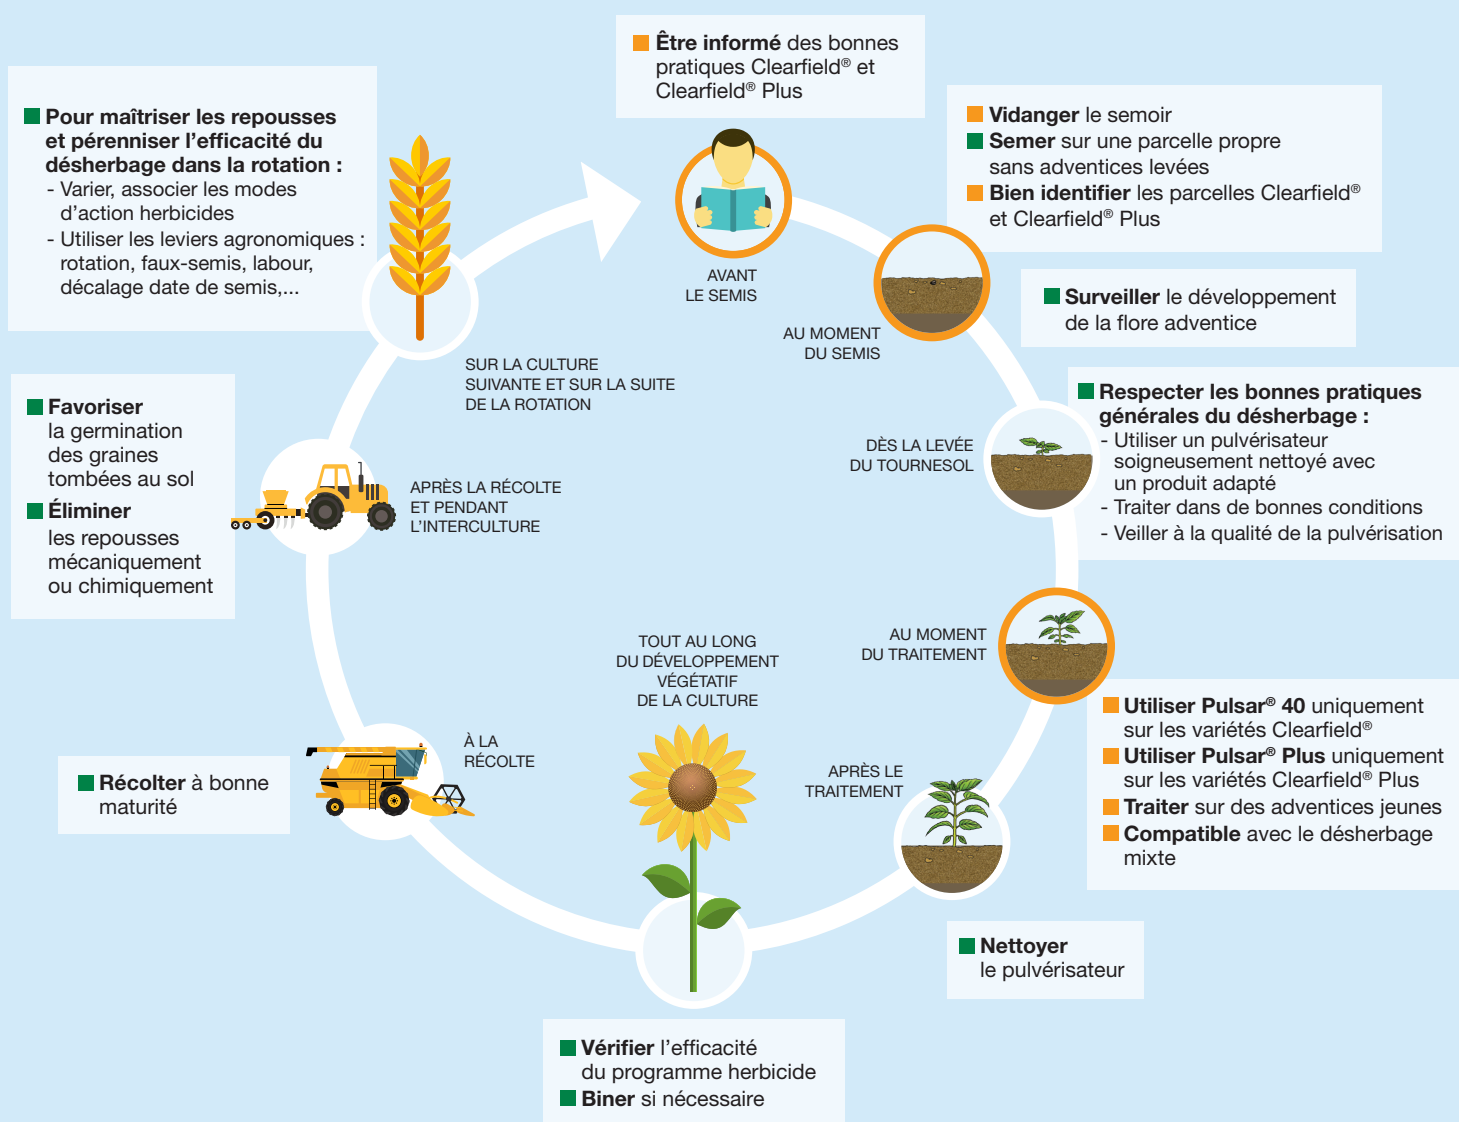 Être informé des bonnes
pratiques Clearfield® et
Clearfield® Plus
AVANT
LE SEMIS
Vidanger le semoir
Semer sur une parcelle propre
sans adventices levées
Bien identifier les parcelles Clearfield®
et Clearfield® Plus
AU MOMENT
DU SEMIS
Surveiller le développement
de la flore adventice
DÈS LA LEVÉE
DU TOURNESOL
Respecter les bonnes pratiques
générales du désherbage :
- Utiliser un pulvérisateur
soigneusement nettoyé avec
un produit adapté
- Traiter dans de bonnes conditions
- Veiller à la qualité de la pulvérisation
AU MOMENT
DU TRAITEMENT
Utiliser Pulsar® 40 uniquement
sur les variétés Clearfield®
Utiliser Pulsar® Plus uniquement
sur les variétés Clearfield® Plus
Traiter sur des adventices jeunes
Compatible avec le désherbage
mixte
APRÈS LE
TRAITEMENT
Nettoyer
le pulvérisateur
TOUT AU LONG
DU DÉVELOPPEMENT
VÉGÉTATIF
DE LA CULTURE
Vérifier l'efficacité
du programme herbicide
Biner si nécessaire
À LA
RÉCOLTE
Récolter à bonne
maturité
APRÈS LA RÉCOLTE
ET PENDANT
L'INTERCULTURE
Favoriser
la germination
des graines
tombées au sol
Éliminer
les repousses
mécaniquement
ou chimiquement
SUR LA CULTURE
SUIVANTE ET SUR LA SUITE
DE LA ROTATION
Pour maîtriser les repousses
et pérenniser l'efficacité du
désherbage dans la rotation :
- Varier, associer les modes
d'action herbicides
- Utiliser les leviers agronomiques :
rotation, faux-semis, labour,
décalage date de semis,...